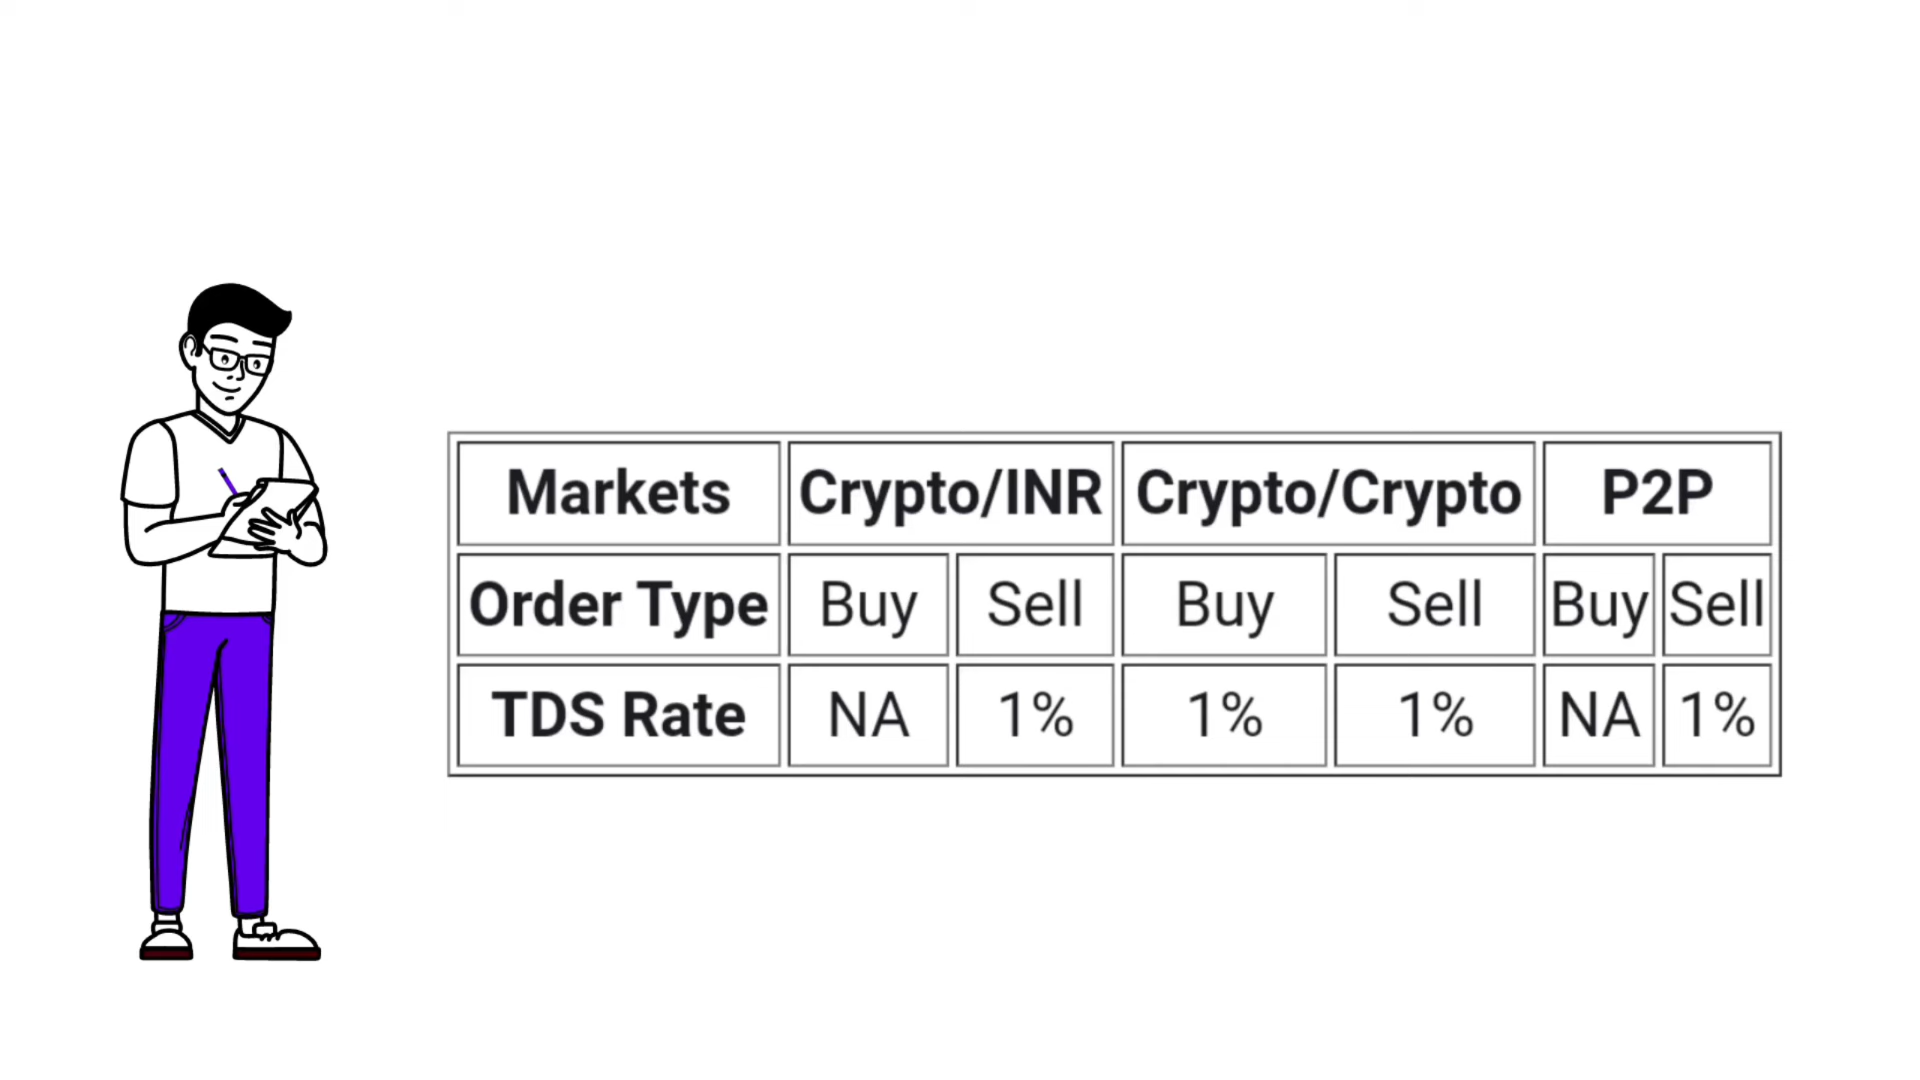 Markets Crypto/INR Crypto/Crypto P2P
Order Type Buy Sell Buy Sell Buy Sell
TDS Rate NA 1% 1% 1% NA 1%